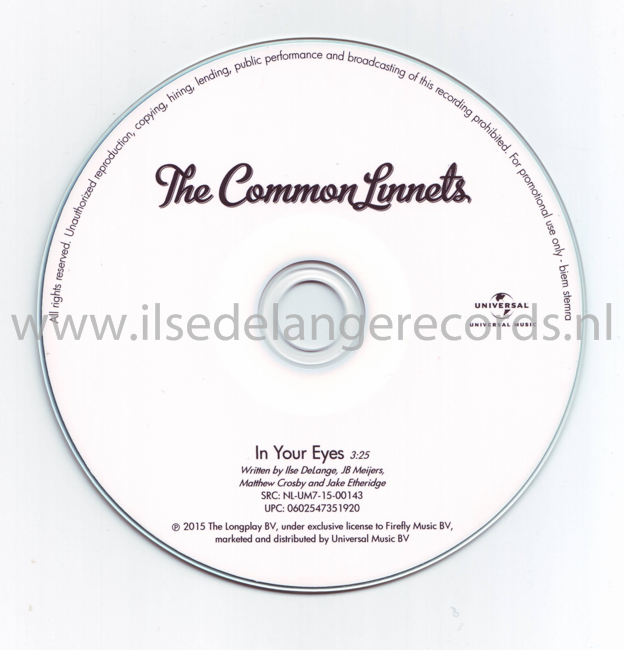 All rights reserved. Unauthorized reproduction, copying, hiring, lending, public performance and broadcasting of this recording prohibited. For promotional use only - biem stemra
The Common Linnets
UNIVERSAL
UNIVERSAL MUSIC
www.ilsedelangerecords.nl
In Your Eyes 3:25
Written by Ilse DeLange, JB Meijers,
Matthew Crosby and Jake Etheridge
SRC: NL-UM7-15-00143
UPC: 0602547351920
℗ 2015 The Longplay BV, under exclusive license to Firefly Music BV,
marketed and distributed by Universal Music BV